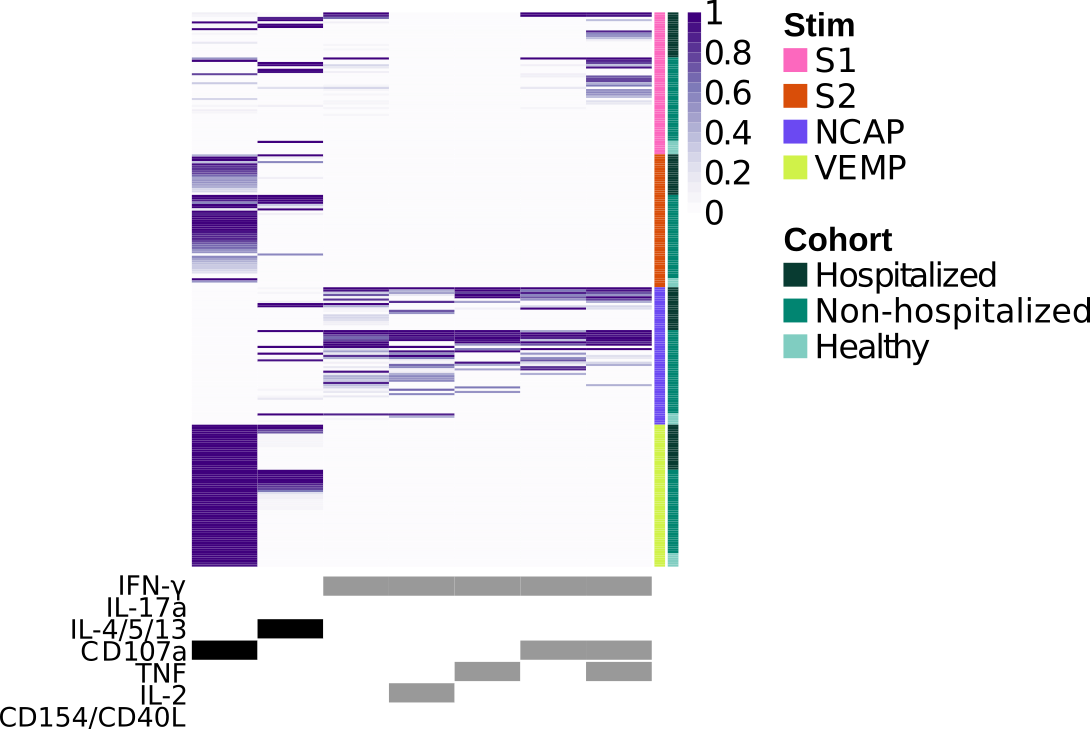 1
0.8
0.6
0.4
0.2
0
Stim
S1
S2
NCAP
VEMP
Cohort
Hospitalized
Non-hospitalized
Healthy
IFN-γ
IL-17a
IL-4/5/13
CD107a
TNF
IL-2
CD154/CD40L